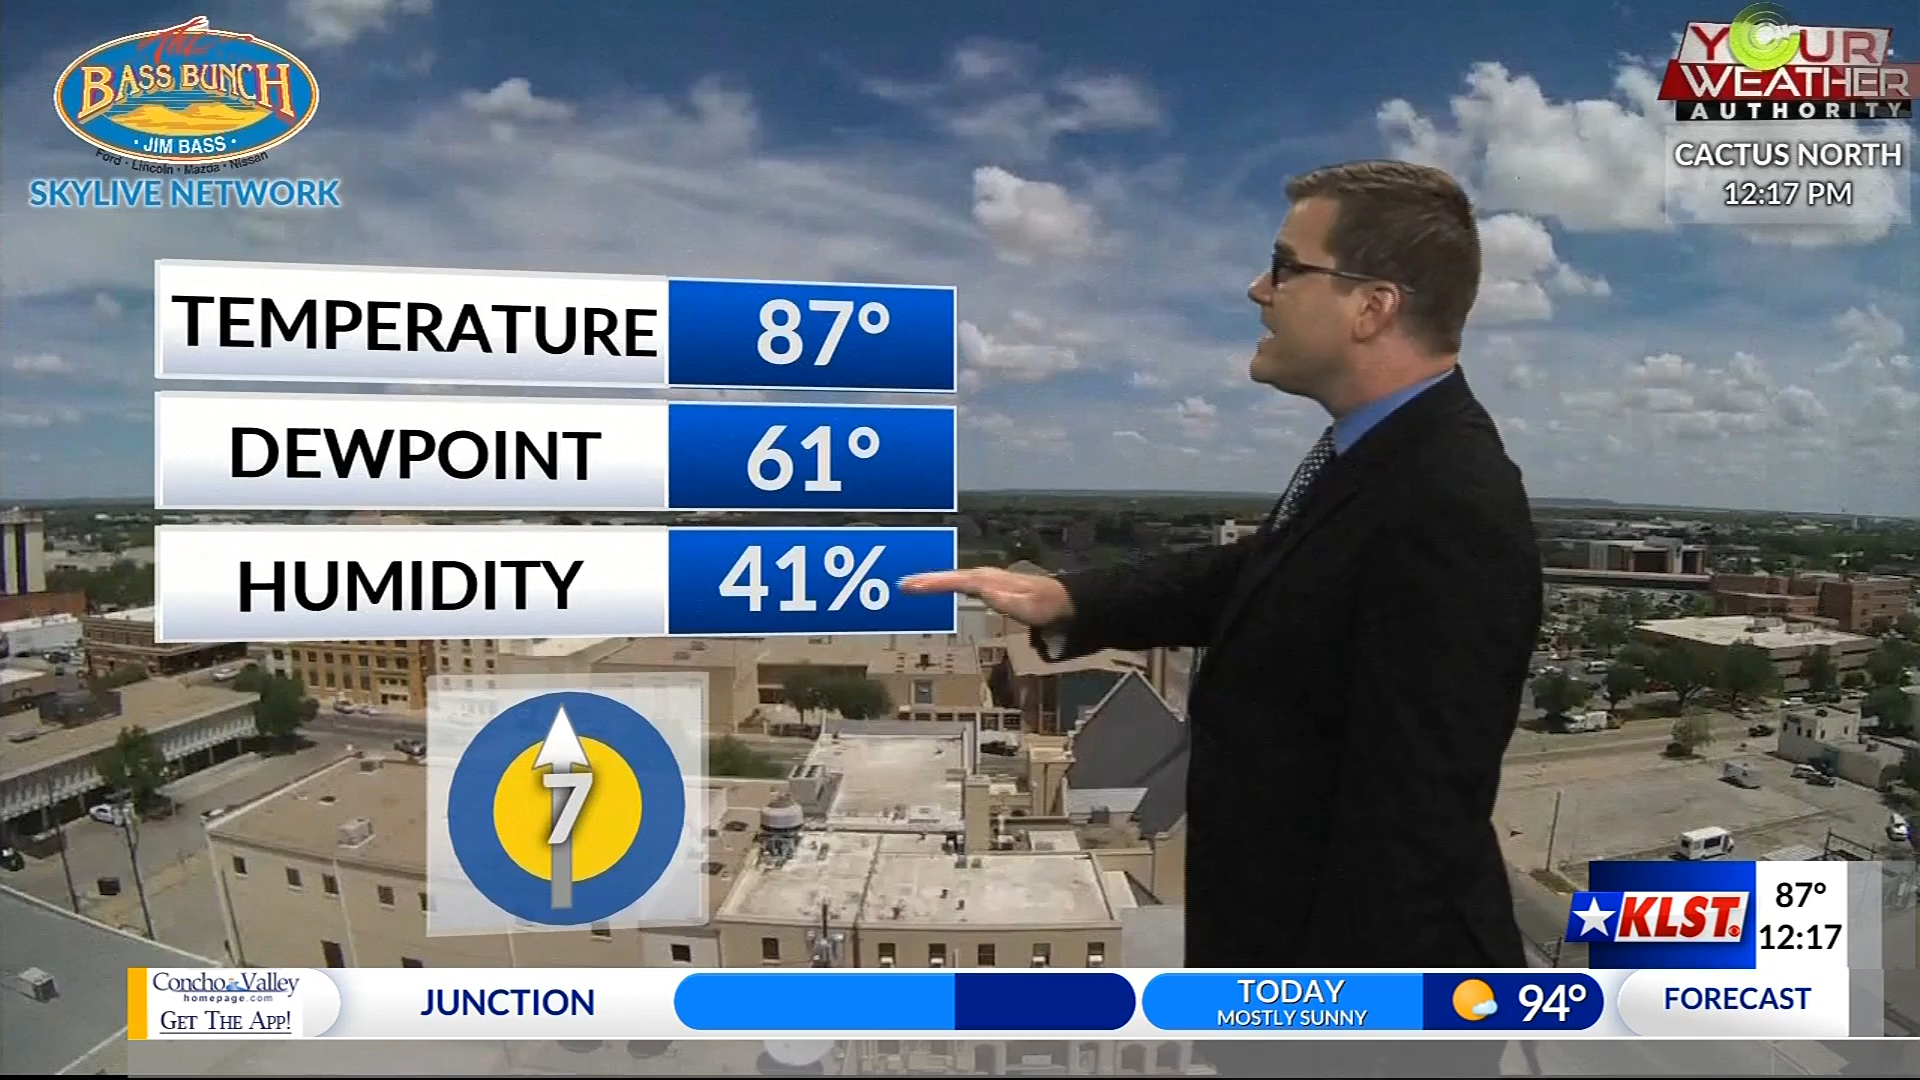 The
BASS BUNCH
· JIM BASS ·
Ford · Lincoln · Mazda · Nissan
SKYLIVE NETWORK
YOUR
WEATHER
AUTHORITY
CACTUS NORTH
12:17 PM
TEMPERATURE 87°
DEWPOINT 61°
HUMIDITY 41%
7
KLST
87°
12:17
Concho Valley
homepage.com
GET THE APP!
JUNCTION
TODAY
MOSTLY SUNNY
94°
FORECAST